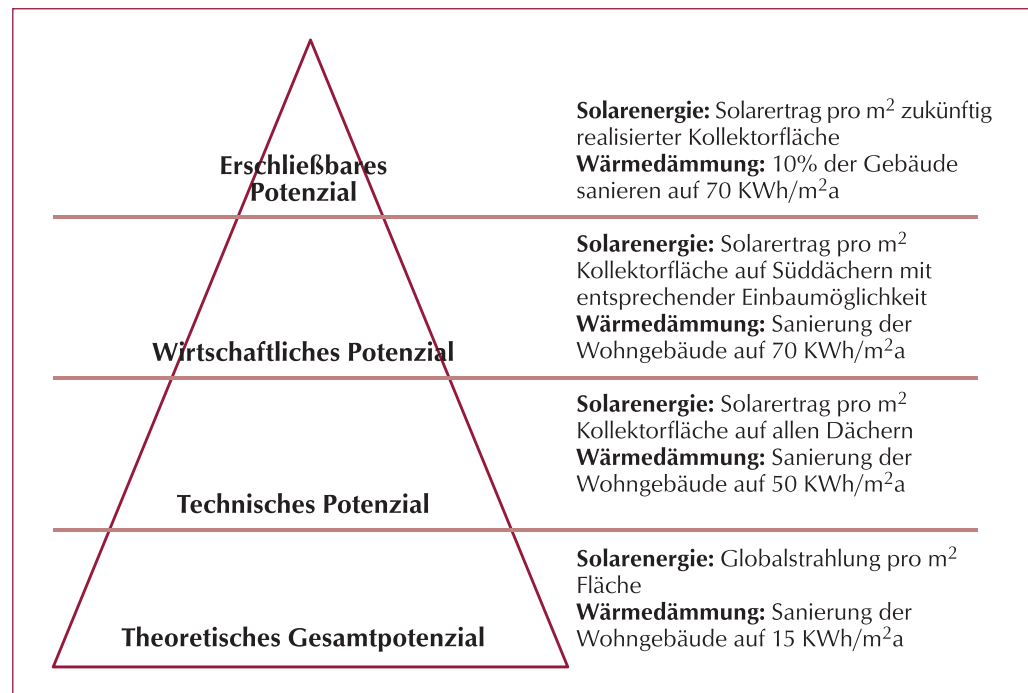 Erschließbares
Potenzial
Solarenergie: Solarertrag pro m² zukünftig
realisierter Kollektorfläche
Wärmedämmung: 10% der Gebäude
sanieren auf 70 KWh/m²a
Wirtschaftliches Potenzial
Solarenergie: Solarertrag pro m²
Kollektorfläche auf Süddächern mit
entsprechender Einbaumöglichkeit
Wärmedämmung: Sanierung der
Wohngebäude auf 70 KWh/m²a
Technisches Potenzial
Solarenergie: Solarertrag pro m²
Kollektorfläche auf allen Dächern
Wärmedämmung: Sanierung der
Wohngebäude auf 50 KWh/m²a
Theoretisches Gesamtpotenzial
Solarenergie: Globalstrahlung pro m²
Fläche
Wärmedämmung: Sanierung der
Wohngebäude auf 15 KWh/m²a